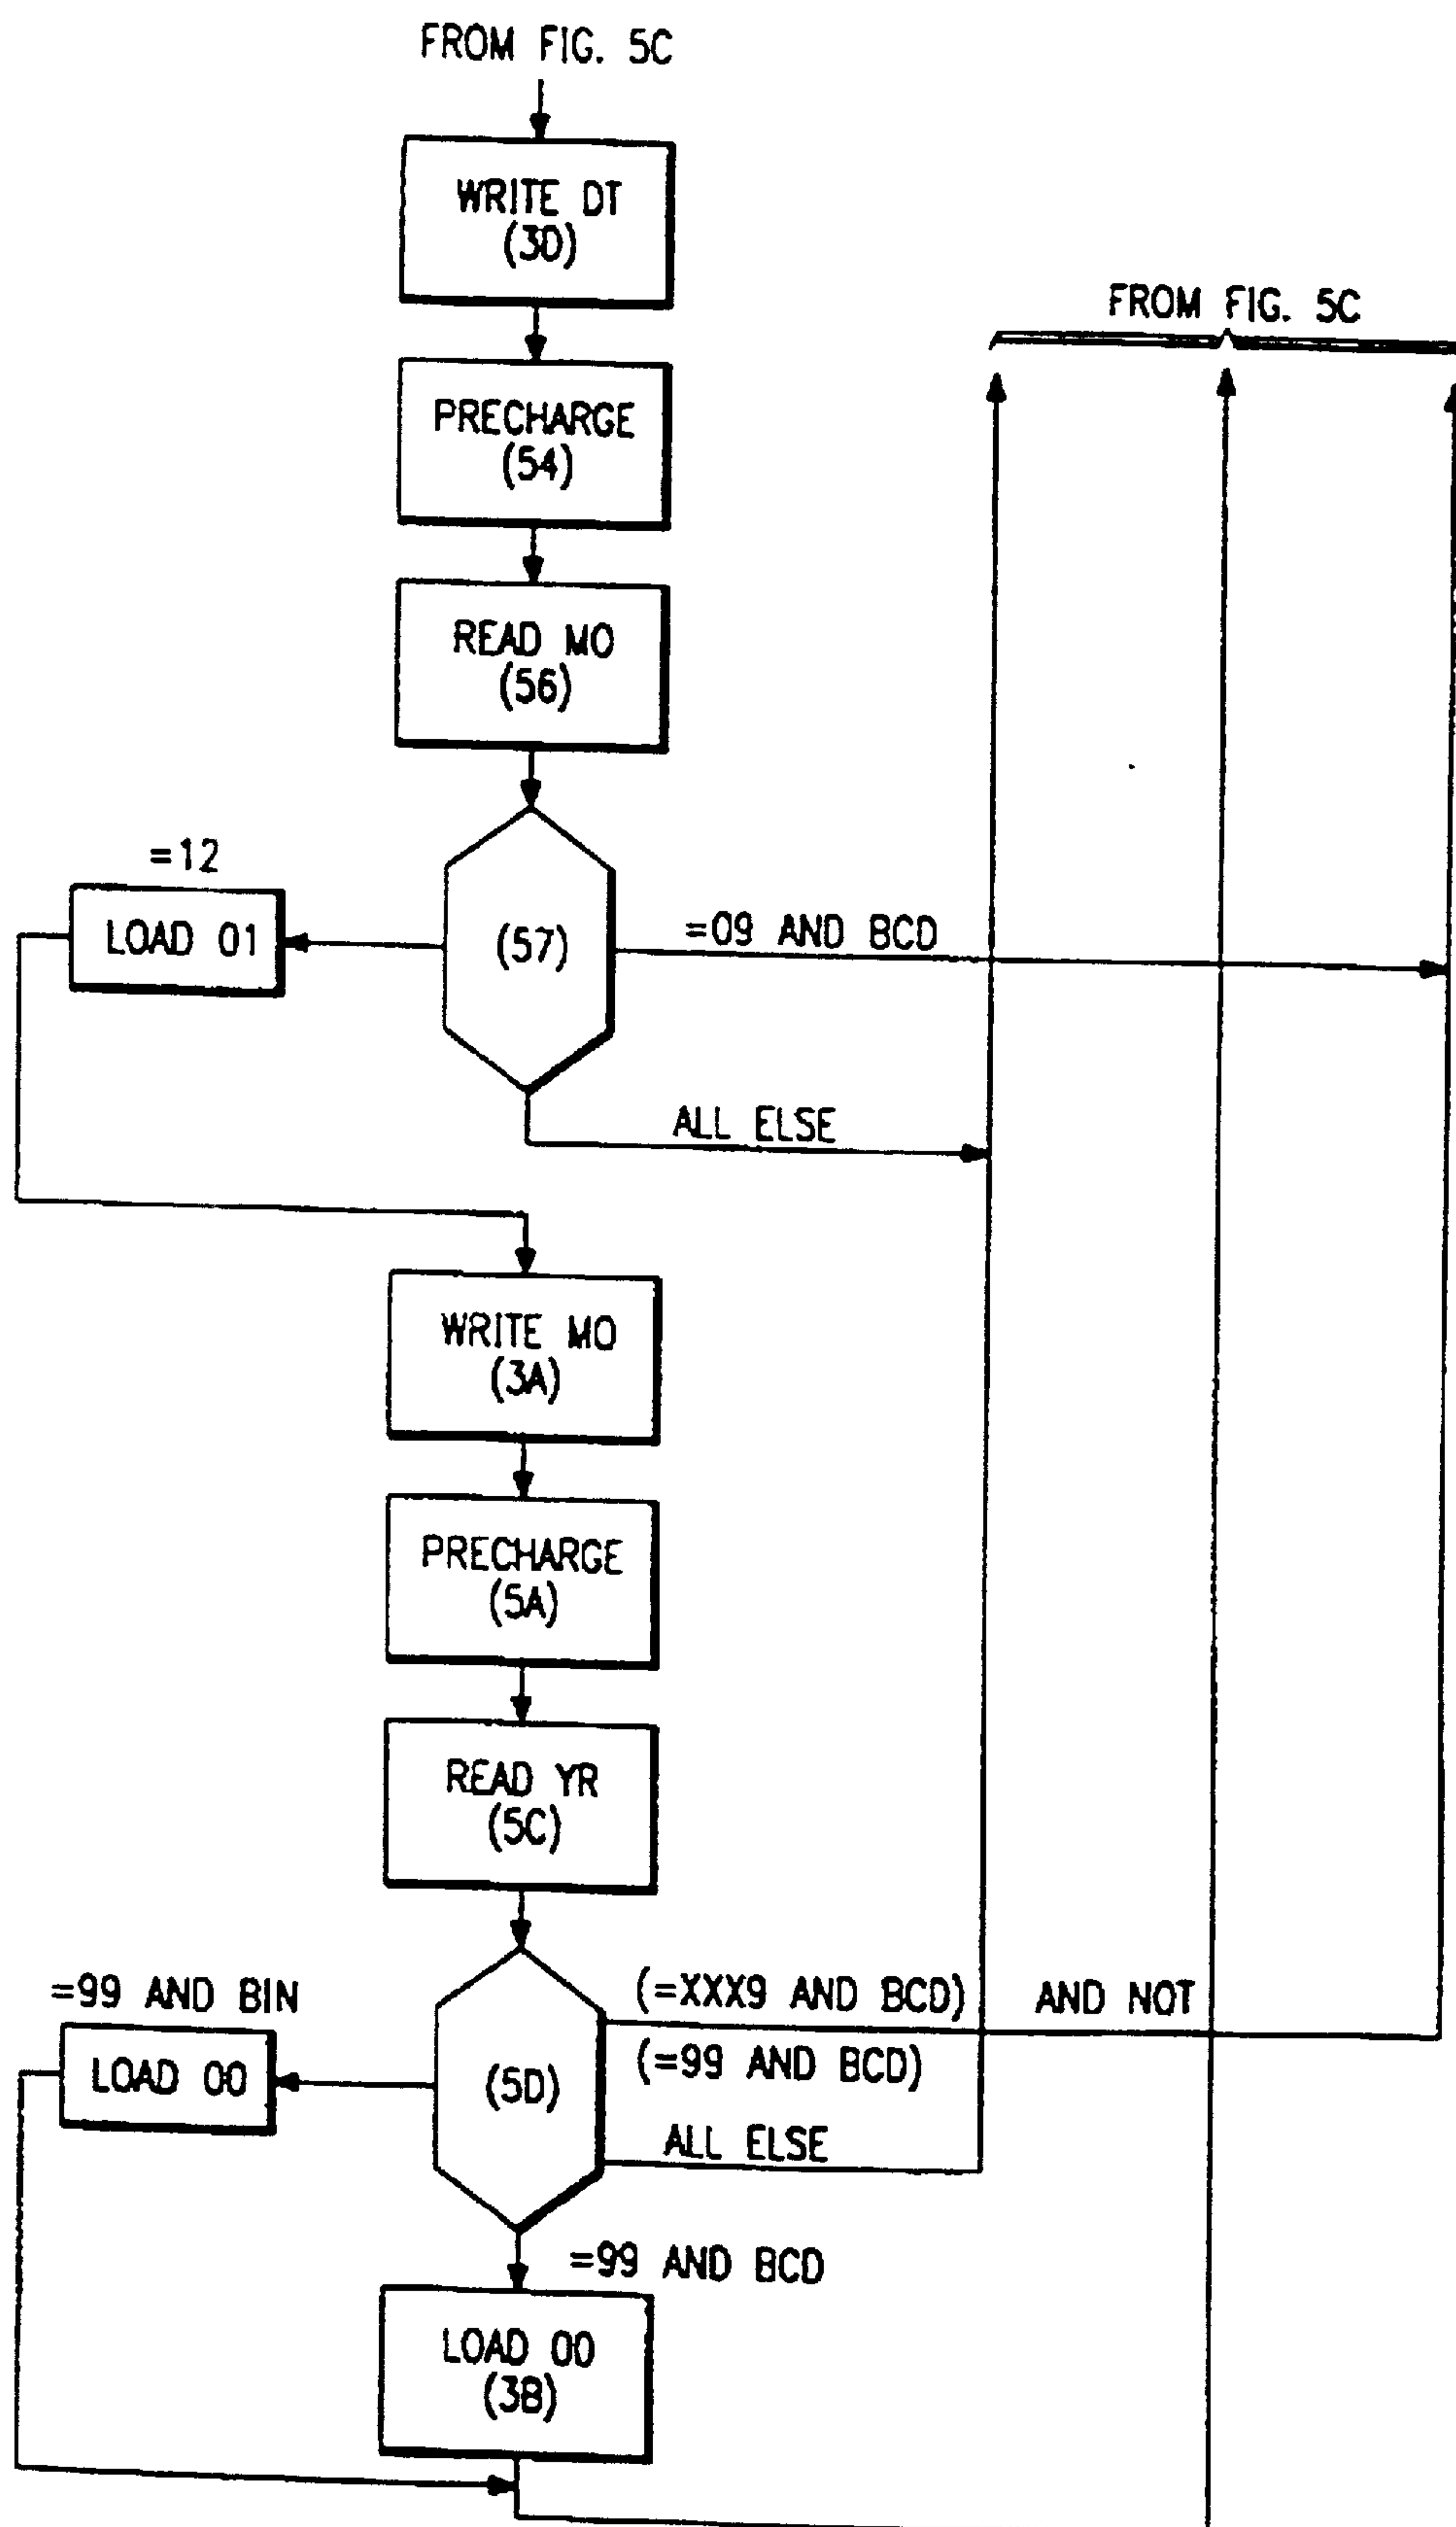 FROM FIG. 5C
WRITE DT
(3D)
FROM FIG. 5C
PRECHARGE
(54)
READ MO
(56)
=12
LOAD 01
(57)
=09 AND BCD
ALL ELSE
WRITE MO
(3A)
PRECHARGE
(5A)
READ YR
(5C)
=99 AND BIN
LOAD 00
(5D)
(=XXX9 AND BCD) AND NOT
(=99 AND BCD)
ALL ELSE
=99 AND BCD
LOAD 00
(3B)